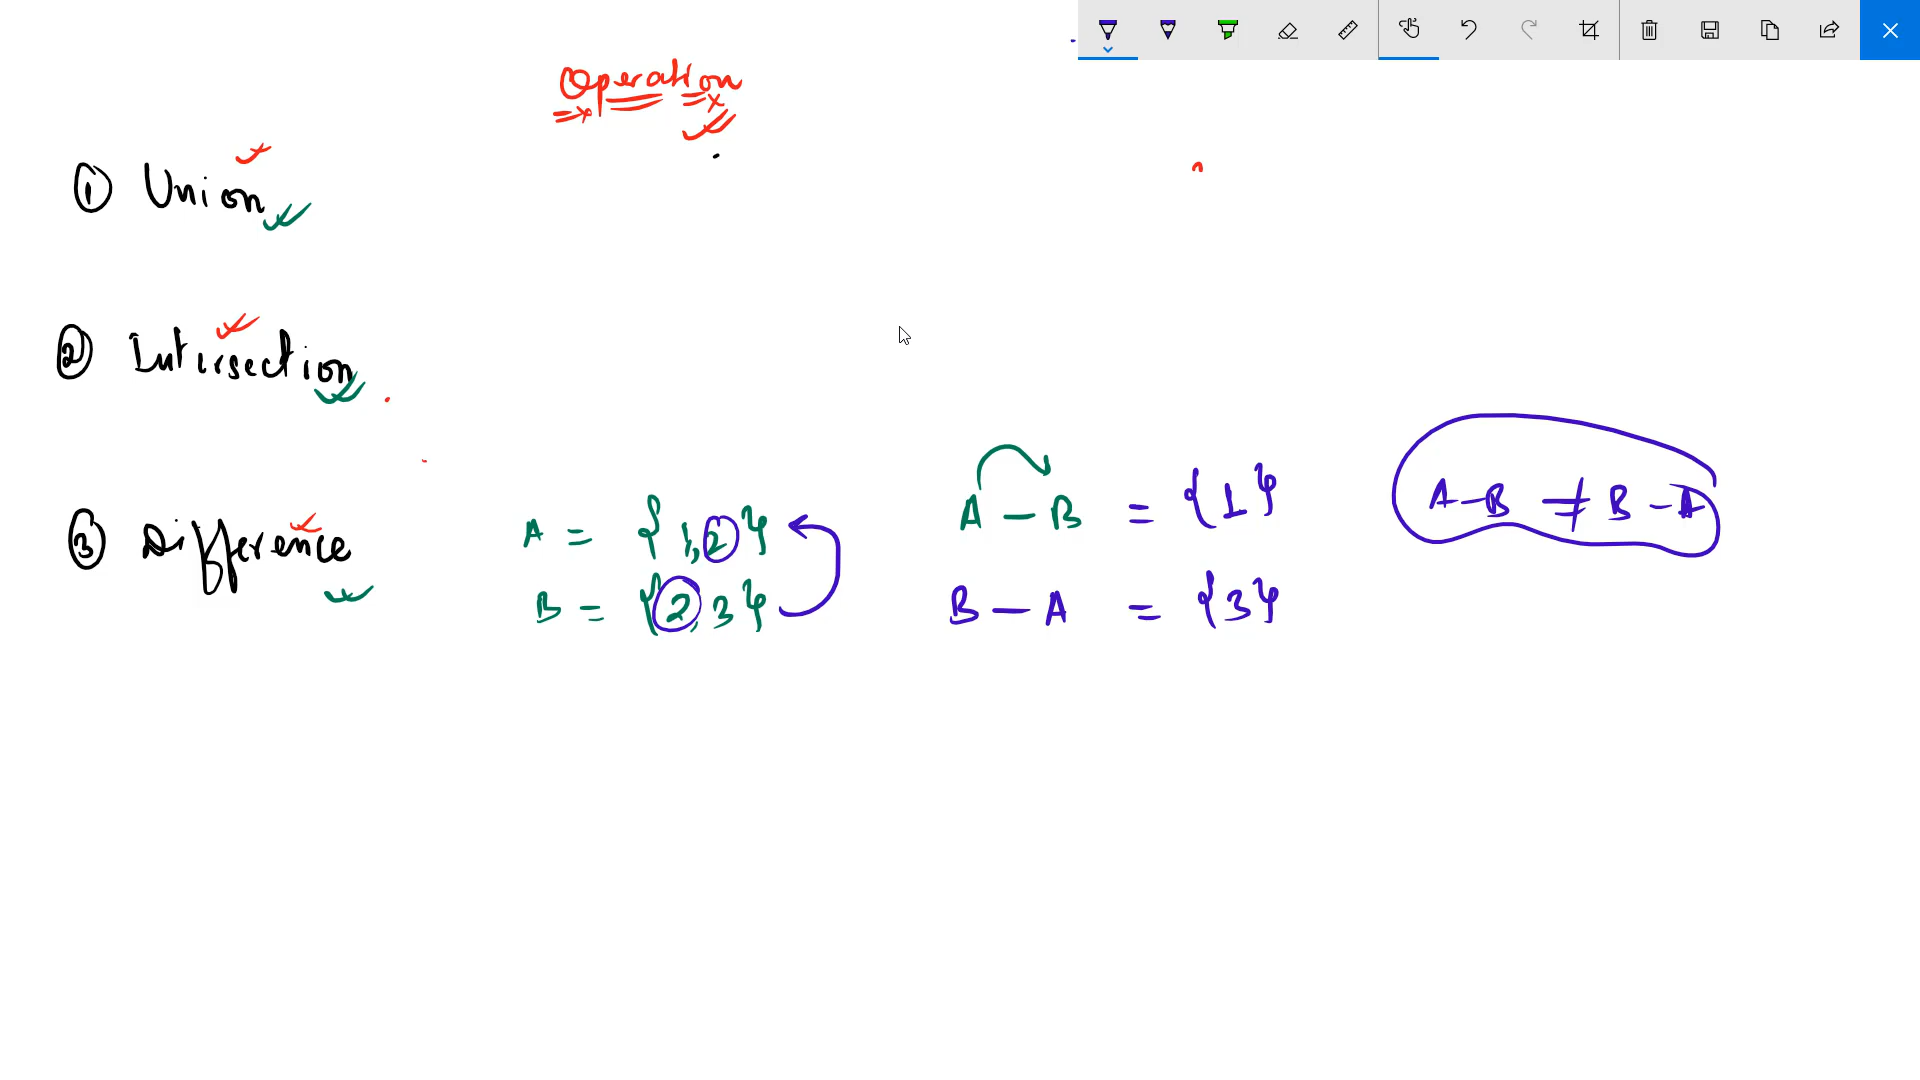 Operation
① Union
② Intersection
③ Difference
A = {1,2}
B = {2,3}
A - B = {1}
B - A = {3}
A - B ≠ B - A